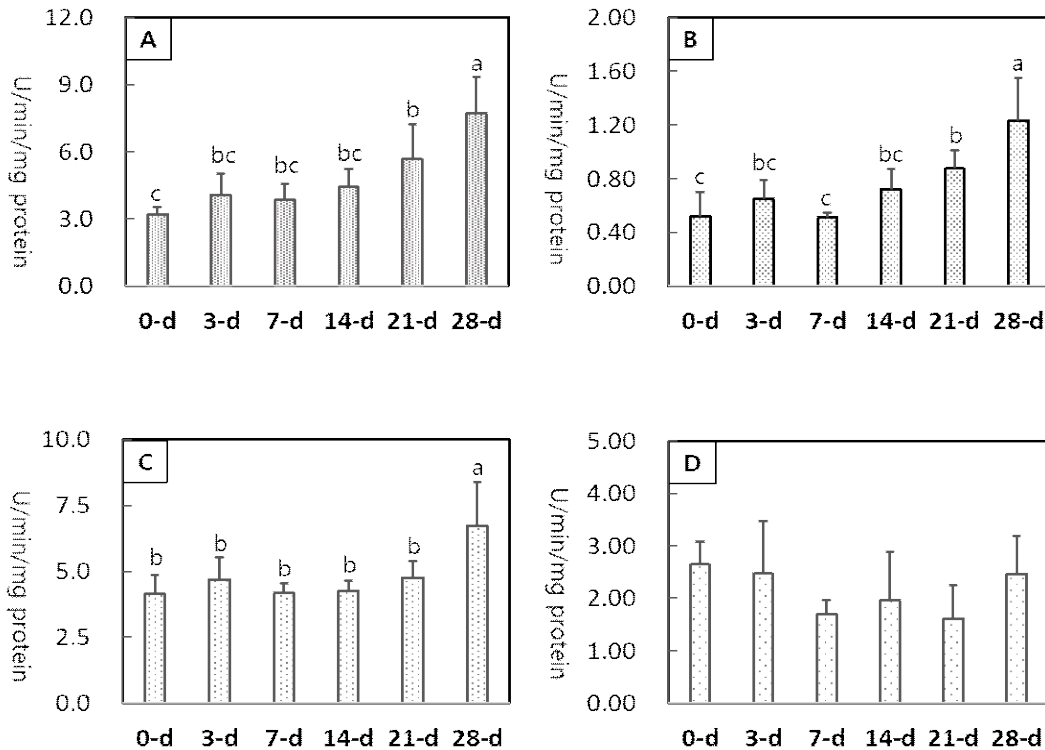 A
U/min/mg protein
12.0
9.0
6.0
3.0
0.0
c
bc
bc
bc
b
a
0-d 3-d 7-d 14-d 21-d 28-d
B
U/min/mg protein
2.00
1.60
1.20
0.80
0.40
0.00
c
bc
c
bc
b
a
0-d 3-d 7-d 14-d 21-d 28-d
C
U/min/mg protein
10.0
7.5
5.0
2.5
0.0
b
b
b
b
b
a
0-d 3-d 7-d 14-d 21-d 28-d
D
U/min/mg protein
5.00
4.00
3.00
2.00
1.00
0.00
0-d 3-d 7-d 14-d 21-d 28-d